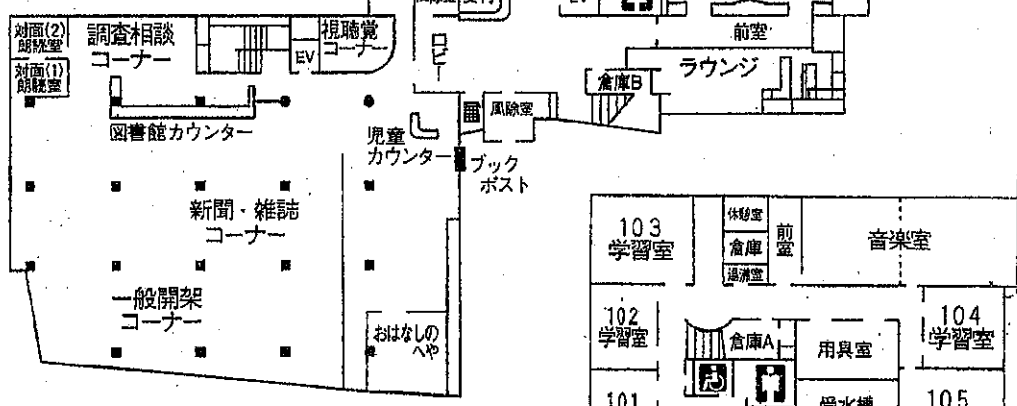 対面(2)
朗読室
対面(1)
朗読室
調査相談
コーナー
EV
視聴覚
コーナー
ロビー
図書館カウンター
児童
カウンター
ブック
ポスト
風除室
倉庫B
ラウンジ
前室
新聞・雑誌
コーナー
一般開架
コーナー
おはなしの
へや
103
学習室
休憩室
倉庫
湯沸室
前室
音楽室
102
学習室
倉庫A
用具室
104
学習室
101
受水槽
105